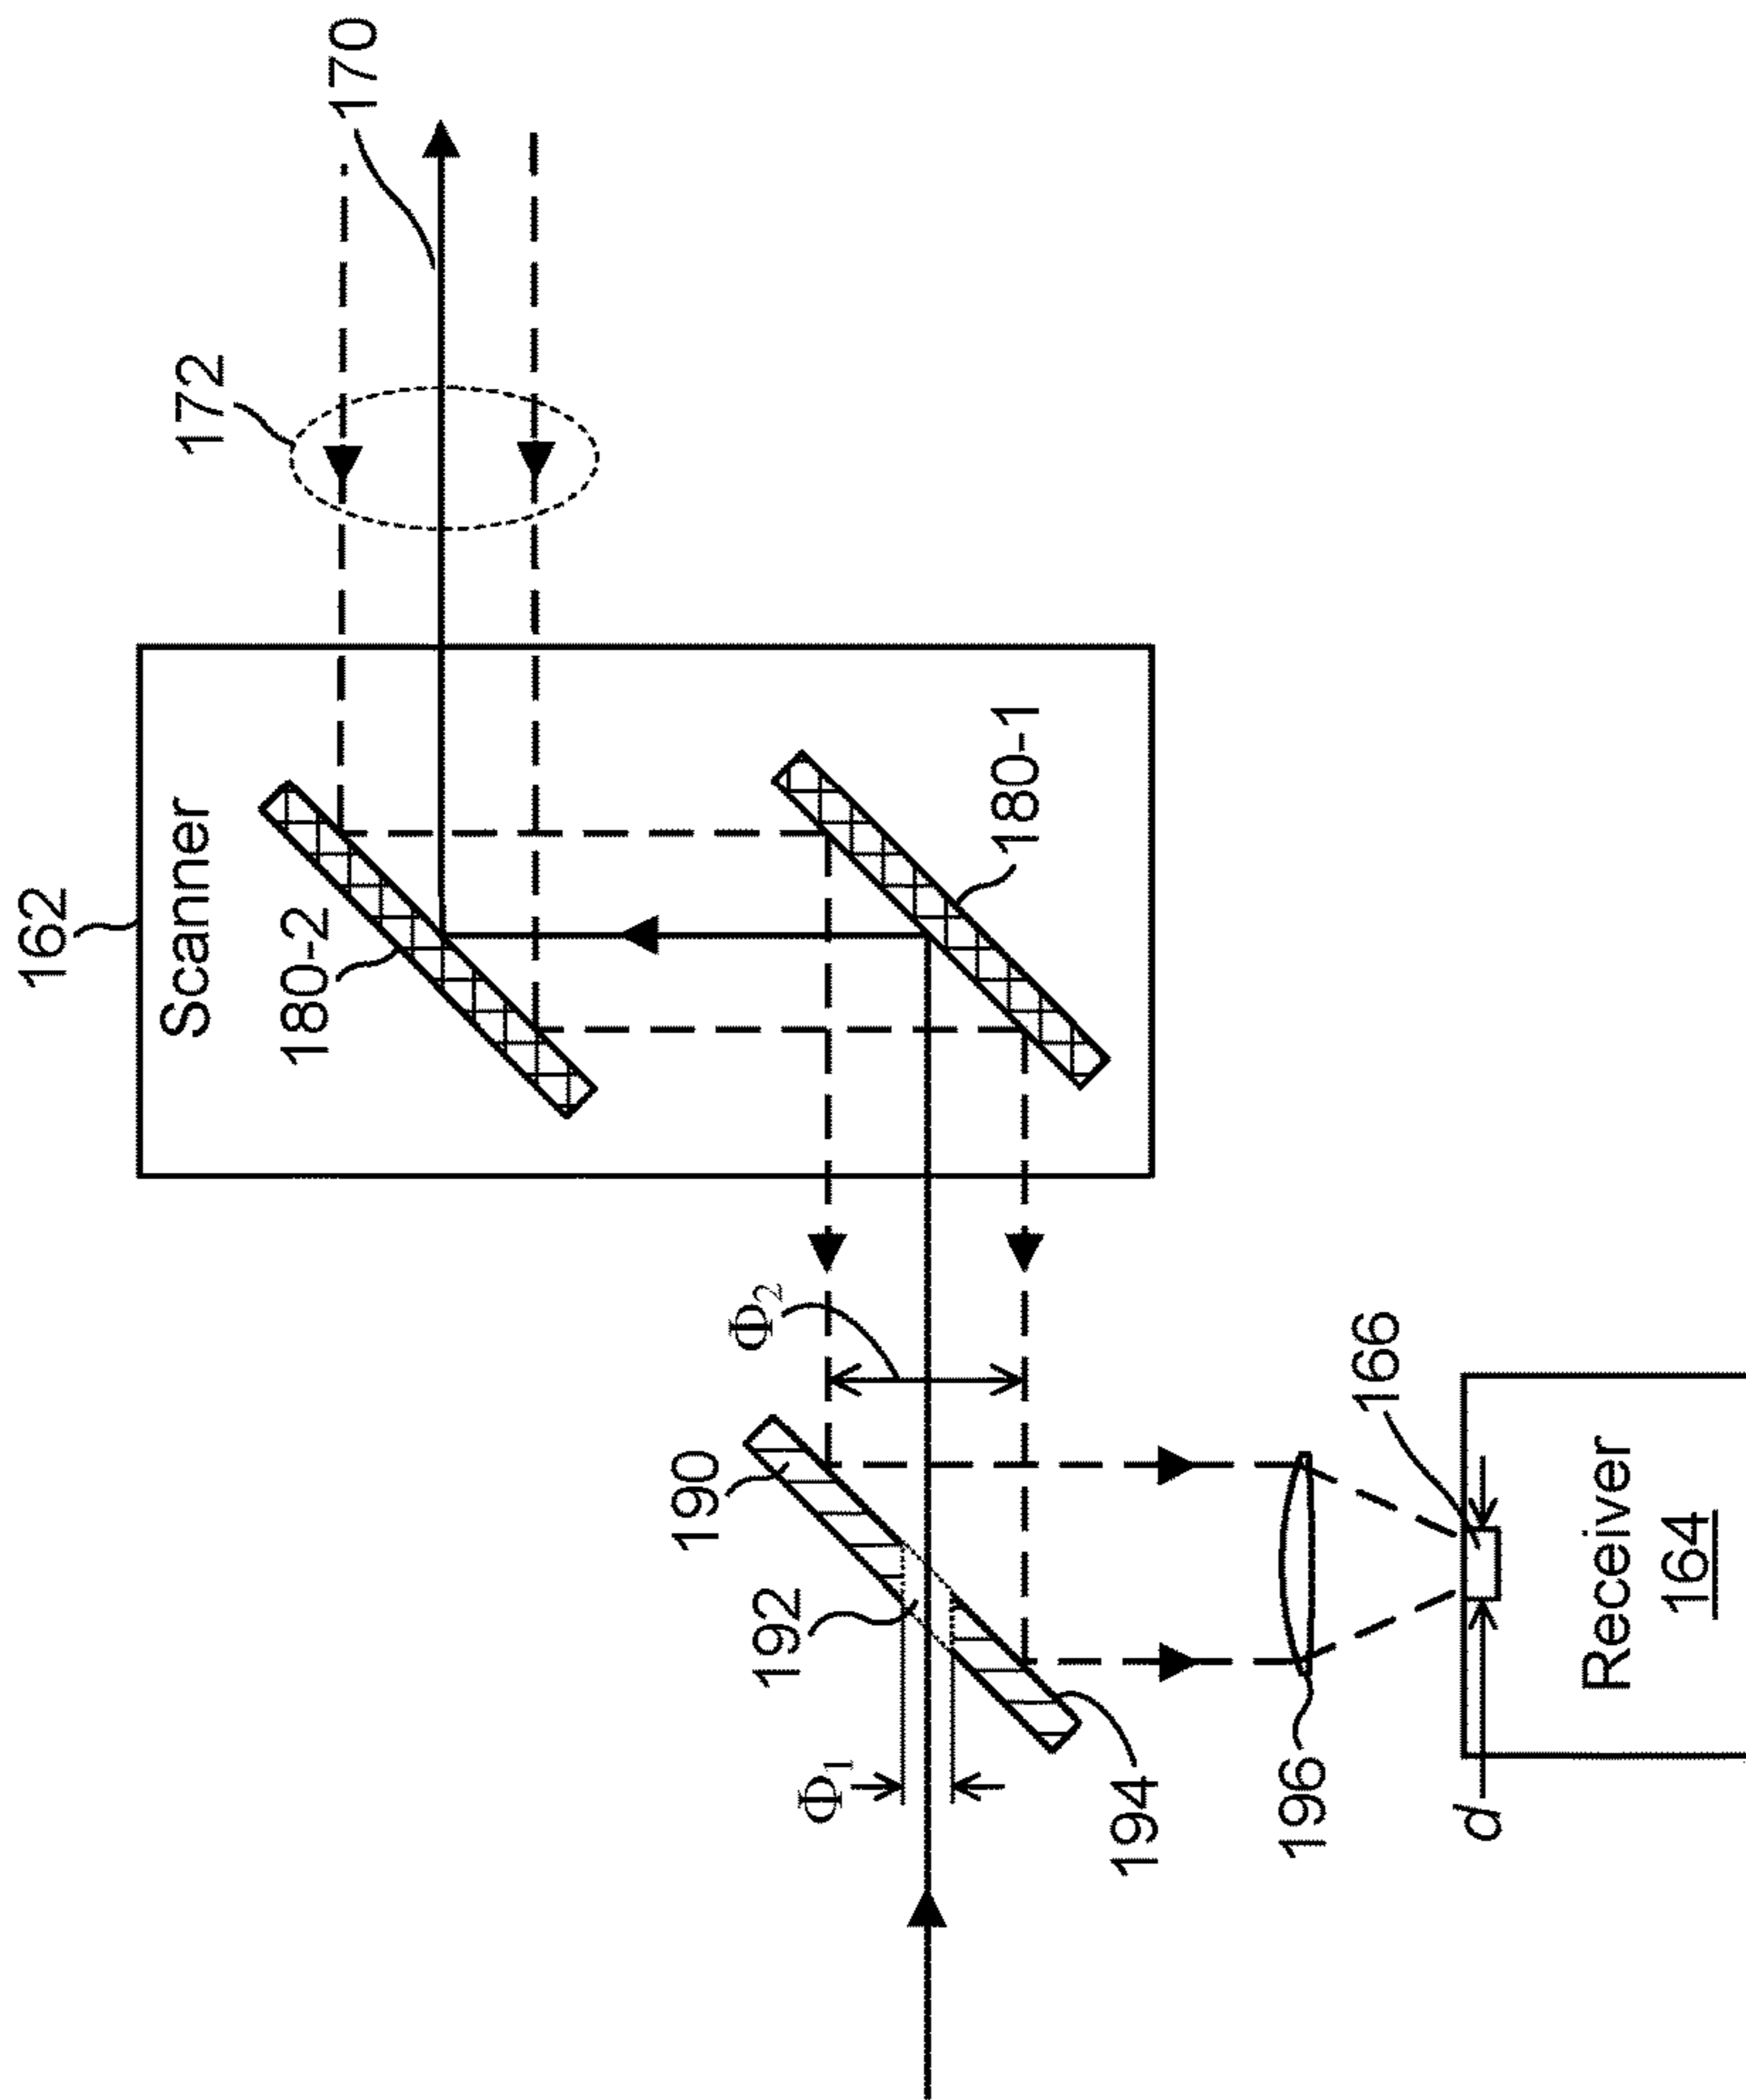 162
Scanner
180-2
180-1
172
170
Φ₂
190
192
Φ₁
194
196
166
d
Receiver
164